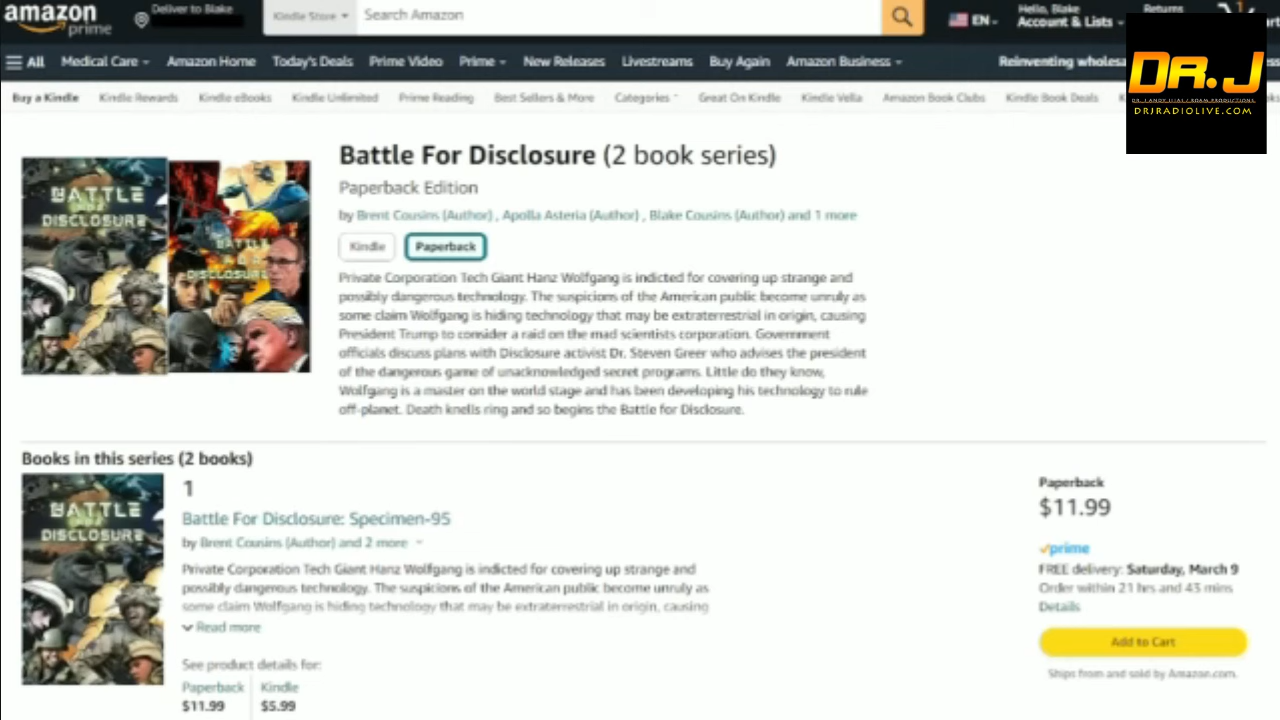 amazon
prime
Deliver to Blake
Kindle Store
Search Amazon
EN
Hello, Blake
Account & Lists
Returns
1
All
Medical Care
Amazon Home
Today's Deals
Prime Video
Prime
New Releases
Livestreams
Buy Again
Amazon Business
Reinventing wholesa
Buy a Kindle
Kindle Rewards
Kindle eBooks
Kindle Unlimited
Prime Reading
Best Sellers & More
Categories
Great On Kindle
Kindle Vella
Amazon Book Clubs
Kindle Book Deals
DR.J
DRJRADIOLIVE.COM
BATTLE
DISCLOSURE
BATTLE
FOR
DISCLOSURE
Battle For Disclosure (2 book series)
Paperback Edition
by Brent Cousins (Author) , Apolla Asteria (Author) , Blake Cousins (Author) and 1 more
Kindle
Paperback
Private Corporation Tech Giant Hanz Wolfgang is indicted for covering up strange and
possibly dangerous technology. The suspicions of the American public become unruly as
some claim Wolfgang is hiding technology that may be extraterrestrial in origin, causing
President Trump to consider a raid on the mad scientists corporation. Government
officials discuss plans with Disclosure activist Dr. Steven Greer who advises the president
of the dangerous game of unacknowledged secret programs. Little do they know,
Wolfgang is a master on the world stage and has been developing his technology to rule
off-planet. Death knells ring and so begins the Battle for Disclosure.
Books in this series (2 books)
BATTLE
DISCLOSURE
1
Battle For Disclosure: Specimen-95
by Brent Cousins (Author) and 2 more
Private Corporation Tech Giant Hanz Wolfgang is indicted for covering up strange and
possibly dangerous technology. The suspicions of the American public become unruly as
some claim Wolfgang is hiding technology that may be extraterrestrial in origin, causing
Read more
See product details for:
Paperback
$11.99
Kindle
$5.99
Paperback
$11.99
prime
FREE delivery: Saturday, March 9
Order within 21 hrs and 43 mins
Details
Add to Cart
Ships from and sold by Amazon.com.